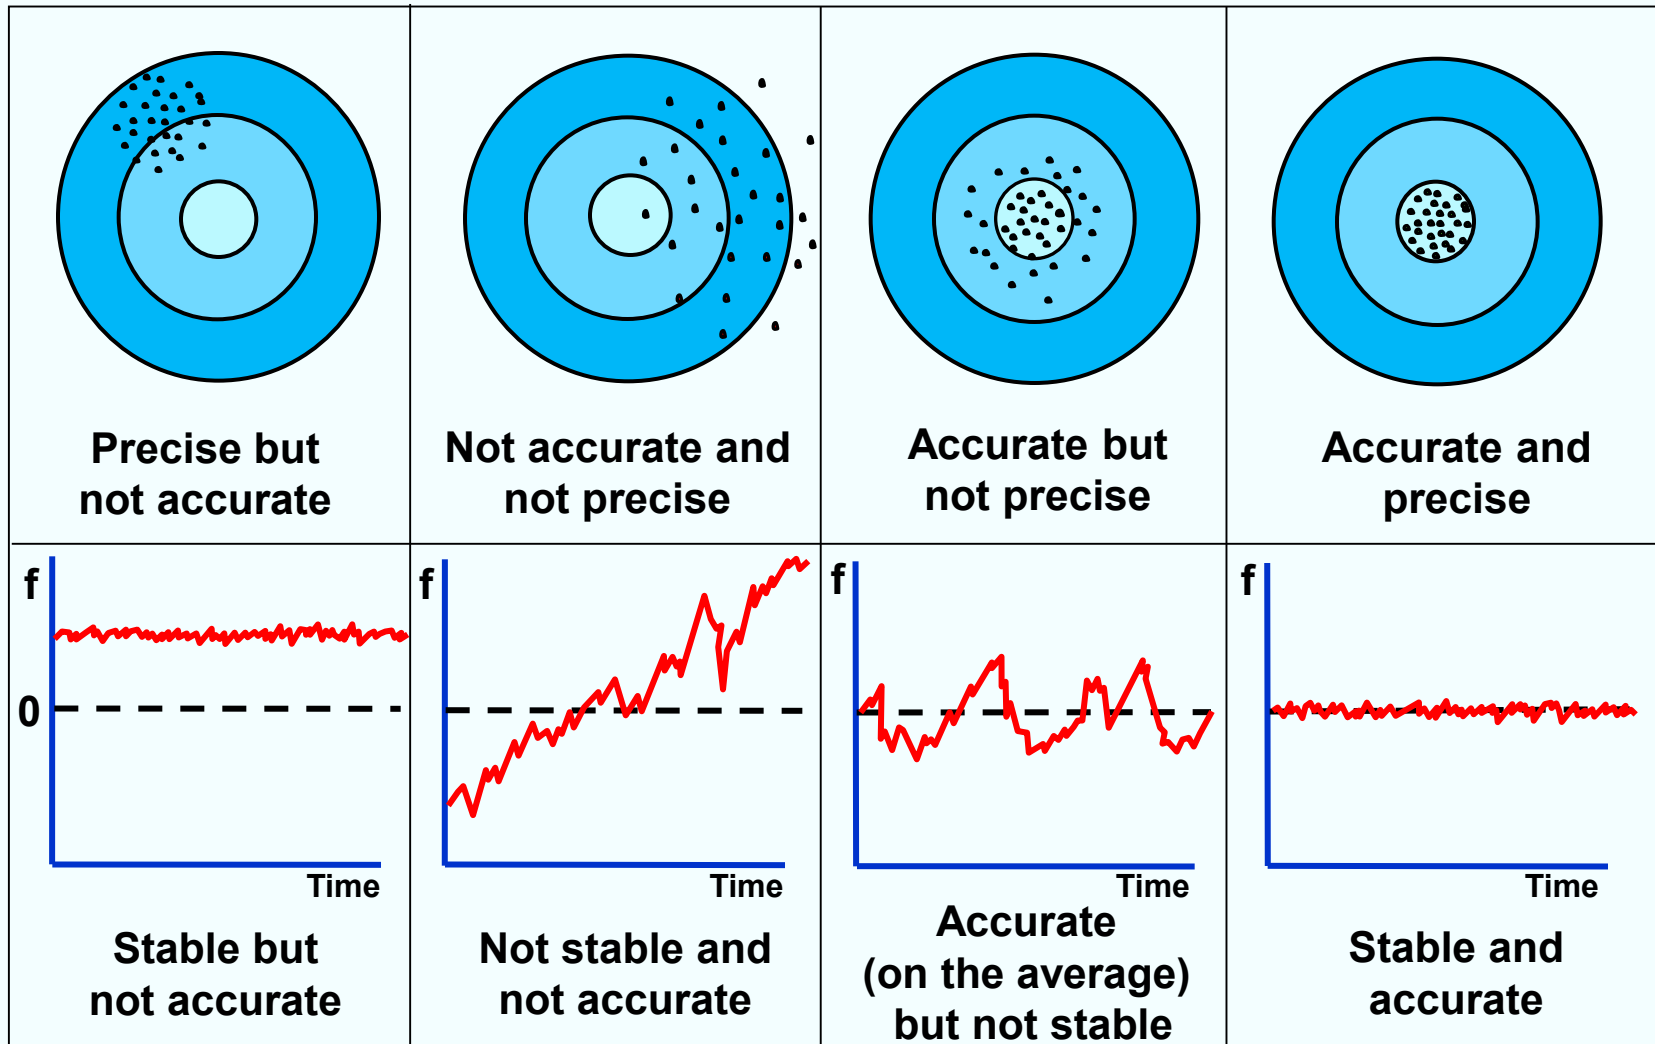 Precise but
not accurate
Not accurate and
not precise
Accurate but
not precise
Accurate and
precise
f
0
Time
Stable but
not accurate
f
Time
Not stable and
not accurate
f
Time
Accurate
(on the average)
but not stable
f
Time
Stable and
accurate